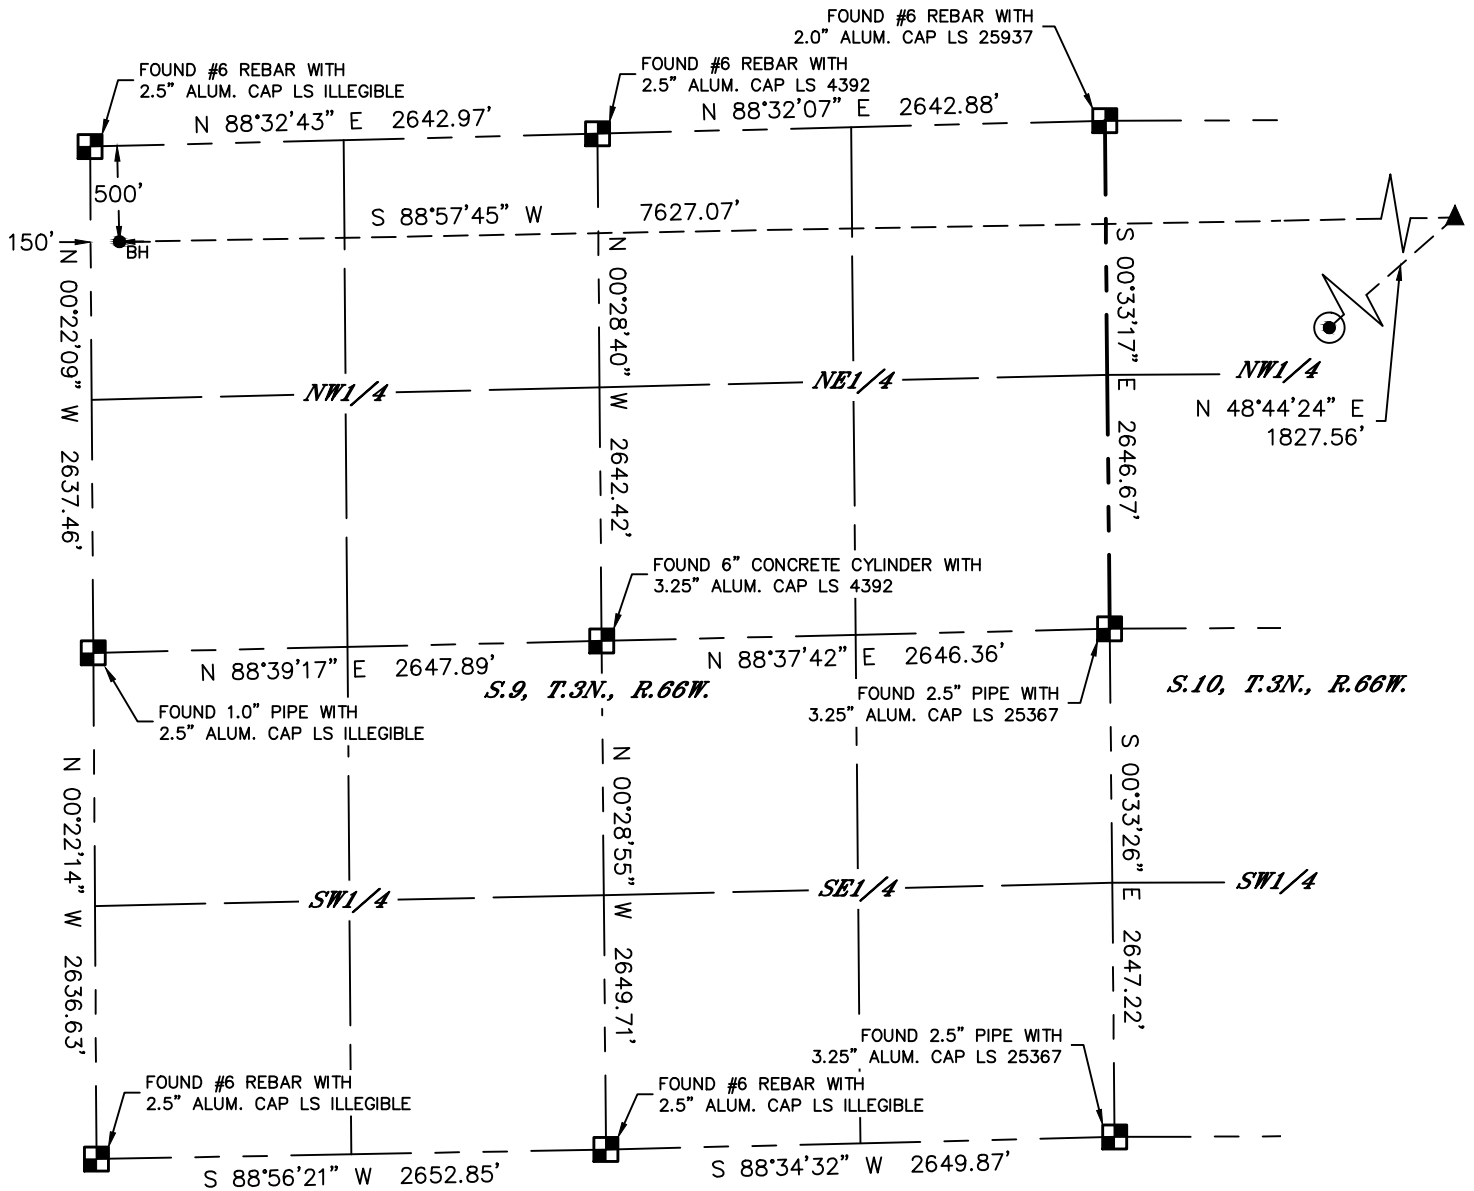 FOUND #6 REBAR WITH
2.0” ALUM. CAP LS 25937
FOUND #6 REBAR WITH
2.5” ALUM. CAP LS ILLEGIBLE
FOUND #6 REBAR WITH
2.5” ALUM. CAP LS 4392
N 88°32'43” E 2642.97'
N 88°32'07” E 2642.88'
500'
S 88°57'45” W 7627.07'
150'
BH
N 00°22'09” W 2637.46'
N 00°28'40” W 2642.42'
S 00°33'17” E 2646.67'
NW1/4
NE1/4
NW1/4
N 48°44'24” E
1827.56'
FOUND 6” CONCRETE CYLINDER WITH
3.25” ALUM. CAP LS 4392
N 88°39'17” E 2647.89'
N 88°37'42” E 2646.36'
S.9, T.3N., R.66W.
S.10, T.3N., R.66W.
FOUND 2.5” PIPE WITH
3.25” ALUM. CAP LS 25367
FOUND 1.0” PIPE WITH
2.5” ALUM. CAP LS ILLEGIBLE
N 00°22'14” W 2636.63'
N 00°28'55” W 2649.71'
S 00°33'26” E 2647.22'
SW1/4
SE1/4
SW1/4
FOUND 2.5” PIPE WITH
3.25” ALUM. CAP LS 25367
FOUND #6 REBAR WITH
2.5” ALUM. CAP LS ILLEGIBLE
FOUND #6 REBAR WITH
2.5” ALUM. CAP LS ILLEGIBLE
S 88°56'21” W 2652.85'
S 88°34'32” W 2649.87'